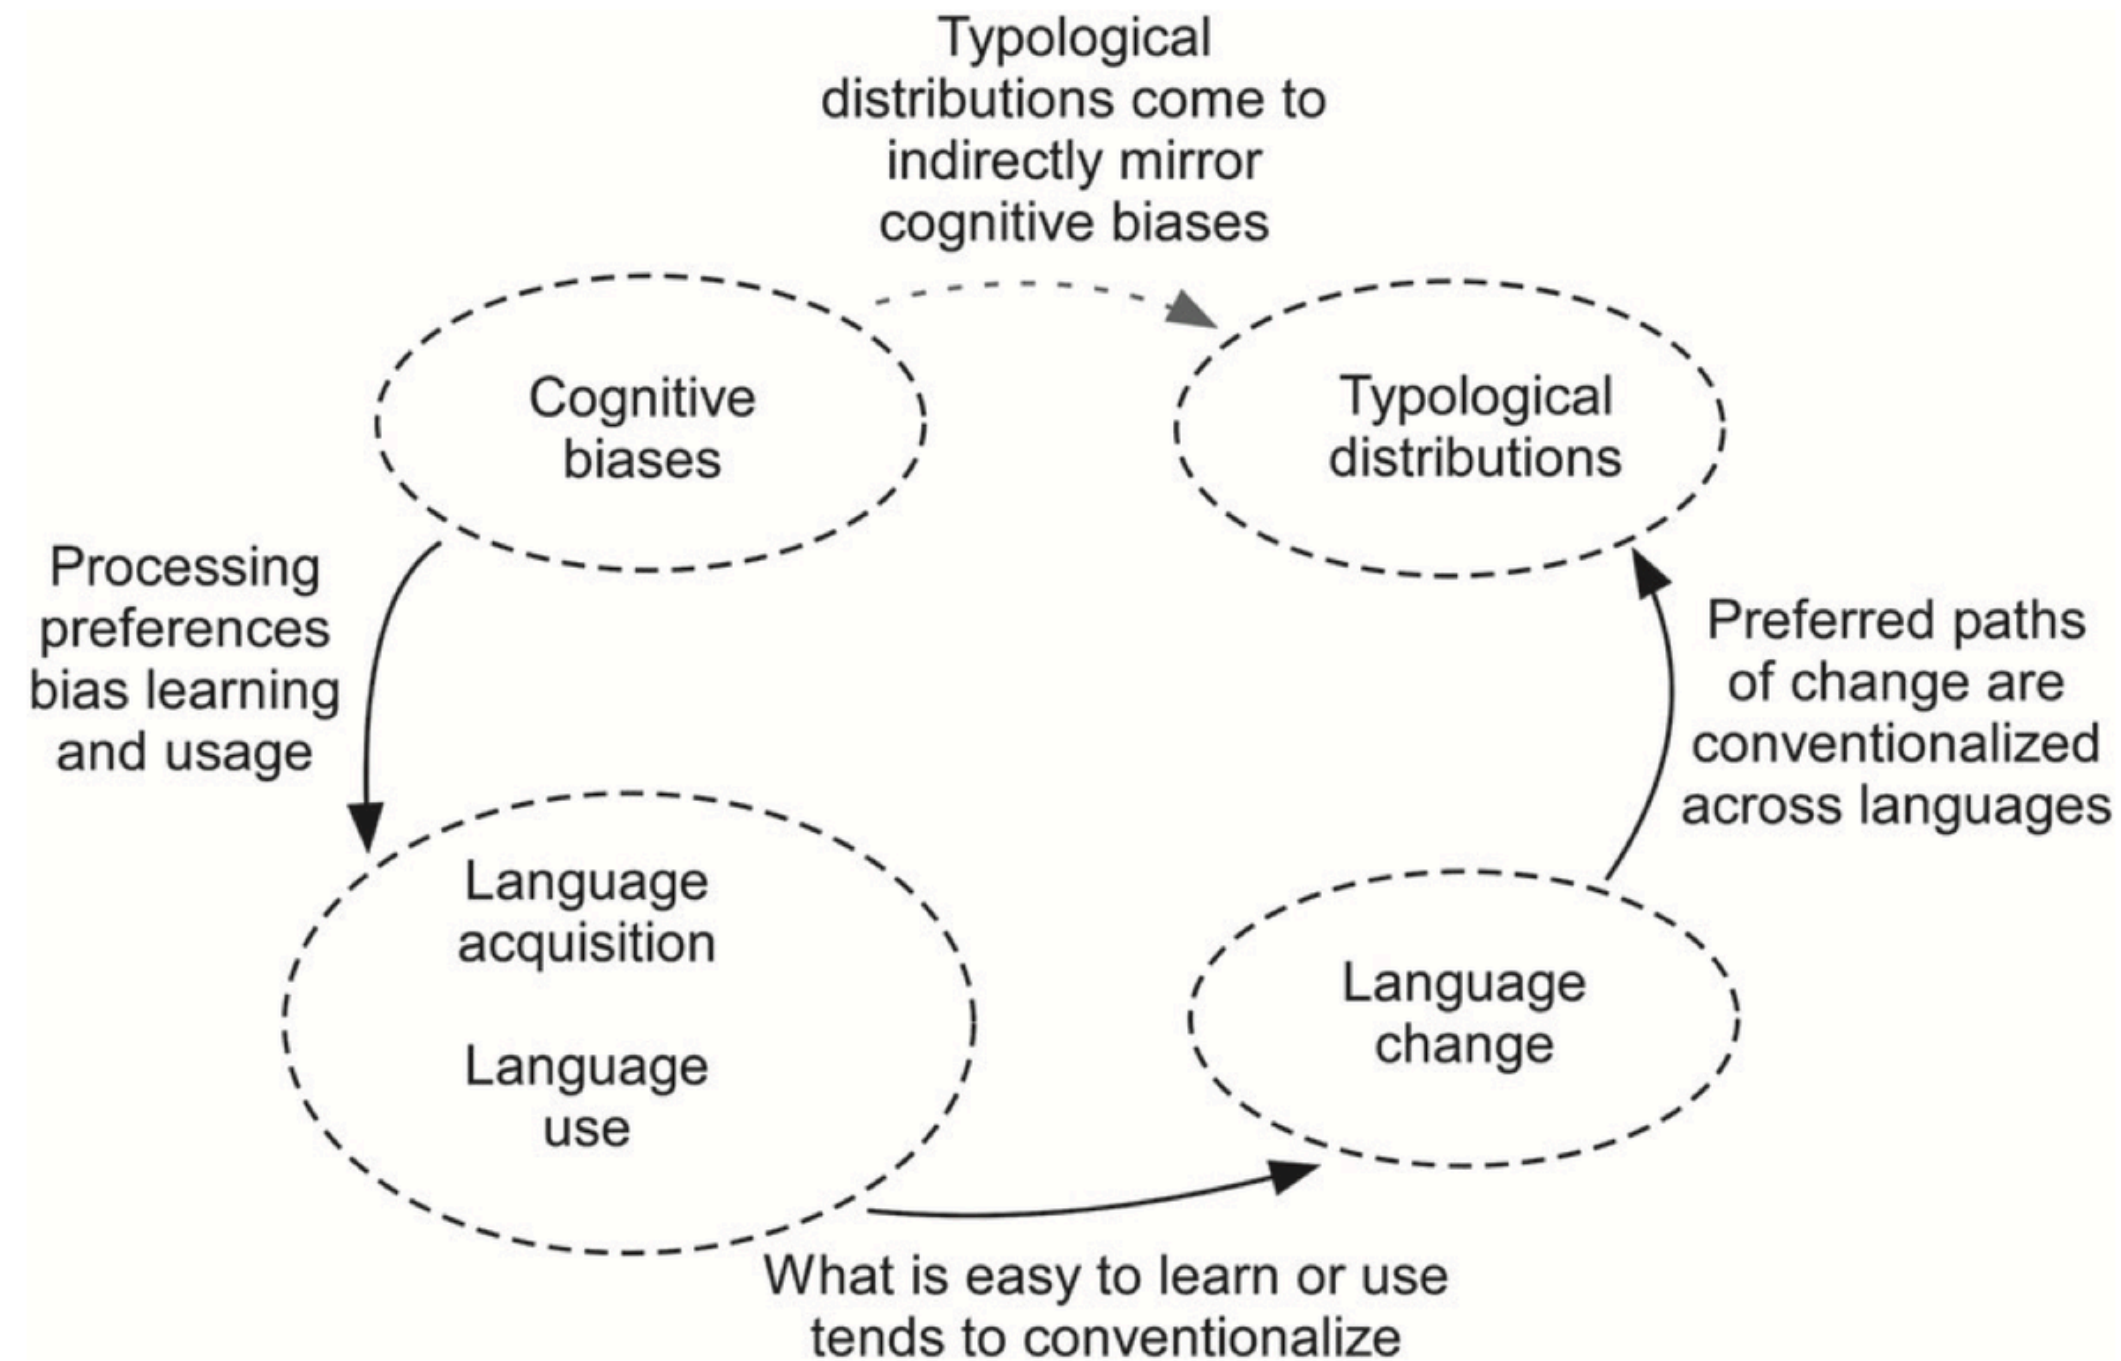 Typological
distributions come to
indirectly mirror
cognitive biases
Cognitive
biases
Typological
distributions
Processing
preferences
bias learning
and usage
Preferred paths
of change are
conventionalized
across languages
Language
acquisition
Language
use
Language
change
What is easy to learn or use
tends to conventionalize